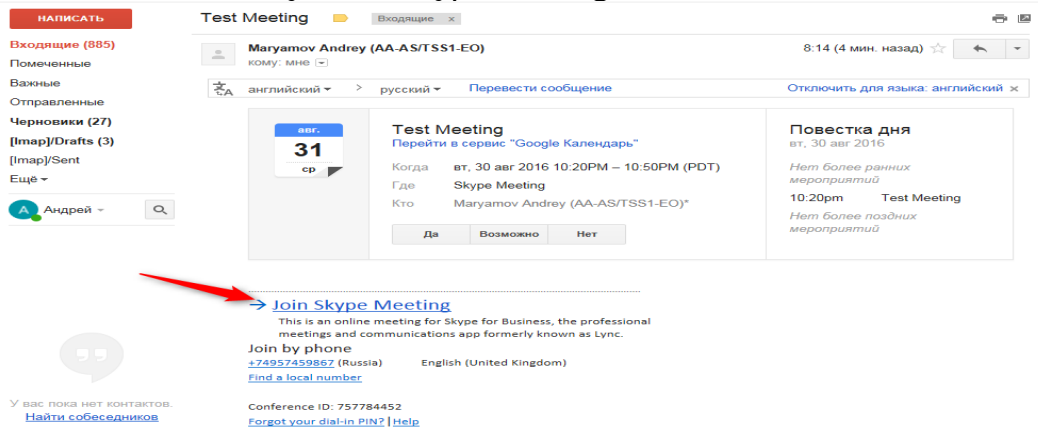 НАПИСАТЬ
Test Meeting Входящие x
Входящие (885)
Помеченные
Важные
Отправленные
Черновики (27)
[Imap]/Drafts (3)
[Imap]/Sent
Ещё
А Андрей
Maryamov Andrey (AA-AS/TSS1-EO)
кому: мне
8:14 (4 мин. назад)
английский > русский Перевести сообщение Отключить для языка: английский x
авг.
31
ср
Test Meeting
Перейти в сервис "Google Календарь"
Когда вт, 30 авг 2016 10:20PM – 10:50PM (PDT)
Где Skype Meeting
Кто Maryamov Andrey (AA-AS/TSS1-EO)*
Да Возможно Нет
Повестка дня
вт, 30 авг 2016
Нет более ранних
мероприятий
10:20pm Test Meeting
Нет более поздних
мероприятий
→ Join Skype Meeting
This is an online meeting for Skype for Business, the professional
meetings and communications app formerly known as Lync.
Join by phone
+74957459867 (Russia) English (United Kingdom)
Find a local number
Conference ID: 757784452
Forgot your dial-in PIN? | Help
У вас пока нет контактов.
Найти собеседников